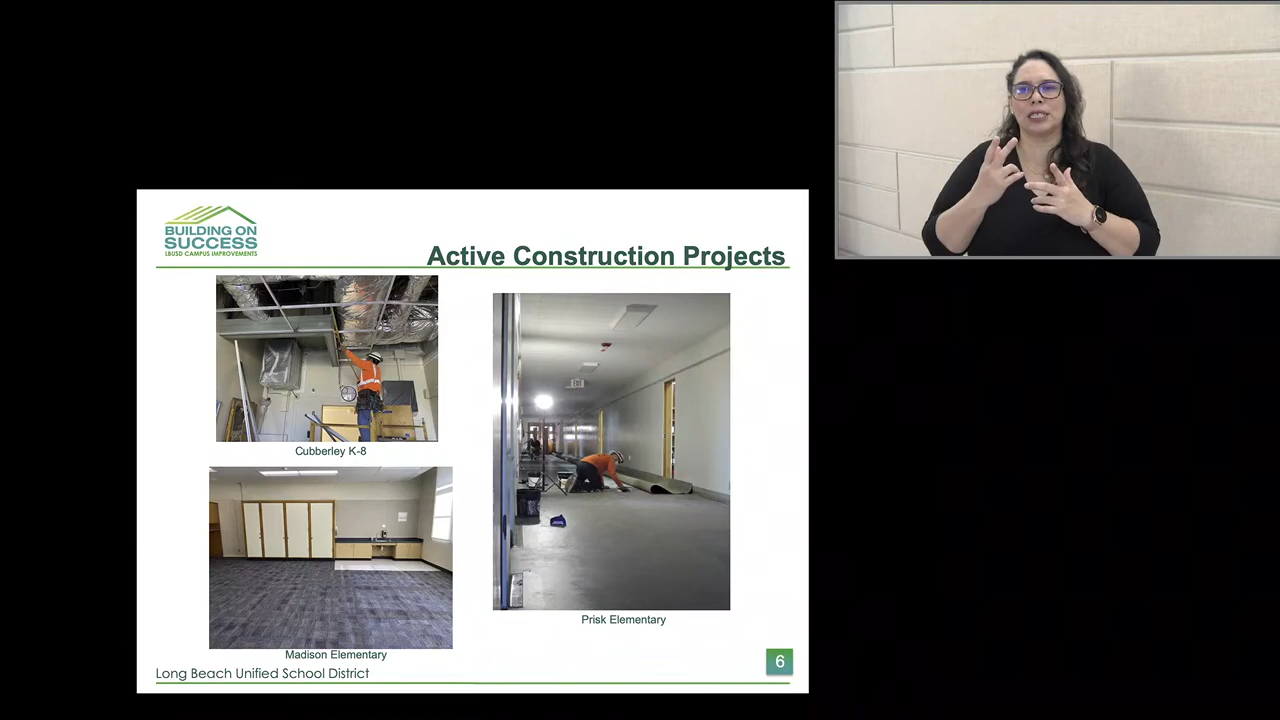 BUILDING ON
SUCCESS
LBUSD CAMPUS IMPROVEMENTS
Active Construction Projects
Cubberley K-8
Prisk Elementary
Madison Elementary
Long Beach Unified School District
6